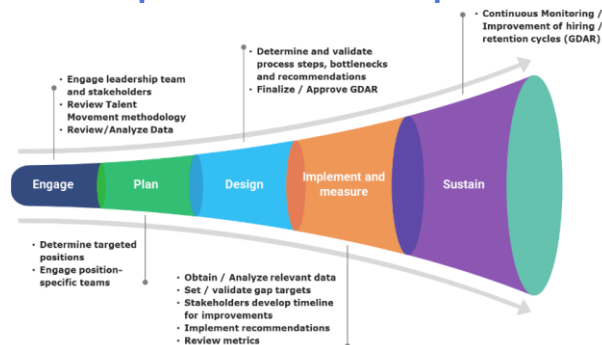 • Continuous Monitoring /
Improvement of hiring /
retention cycles (GDAR)
• Determine and validate
process steps, bottlenecks
and recommendations
• Finalize / Approve GDAR
• Engage leadership team
and stakeholders
• Review Talent
Movement methodology
• Review/Analyze Data
Engage
Plan
Design
Implement and
measure
Sustain
• Determine targeted
positions
• Engage position-
specific teams
• Obtain / Analyze relevant data
• Set / validate gap targets
• Stakeholders develop timeline
for improvements
• Implement recommendations
• Review metrics